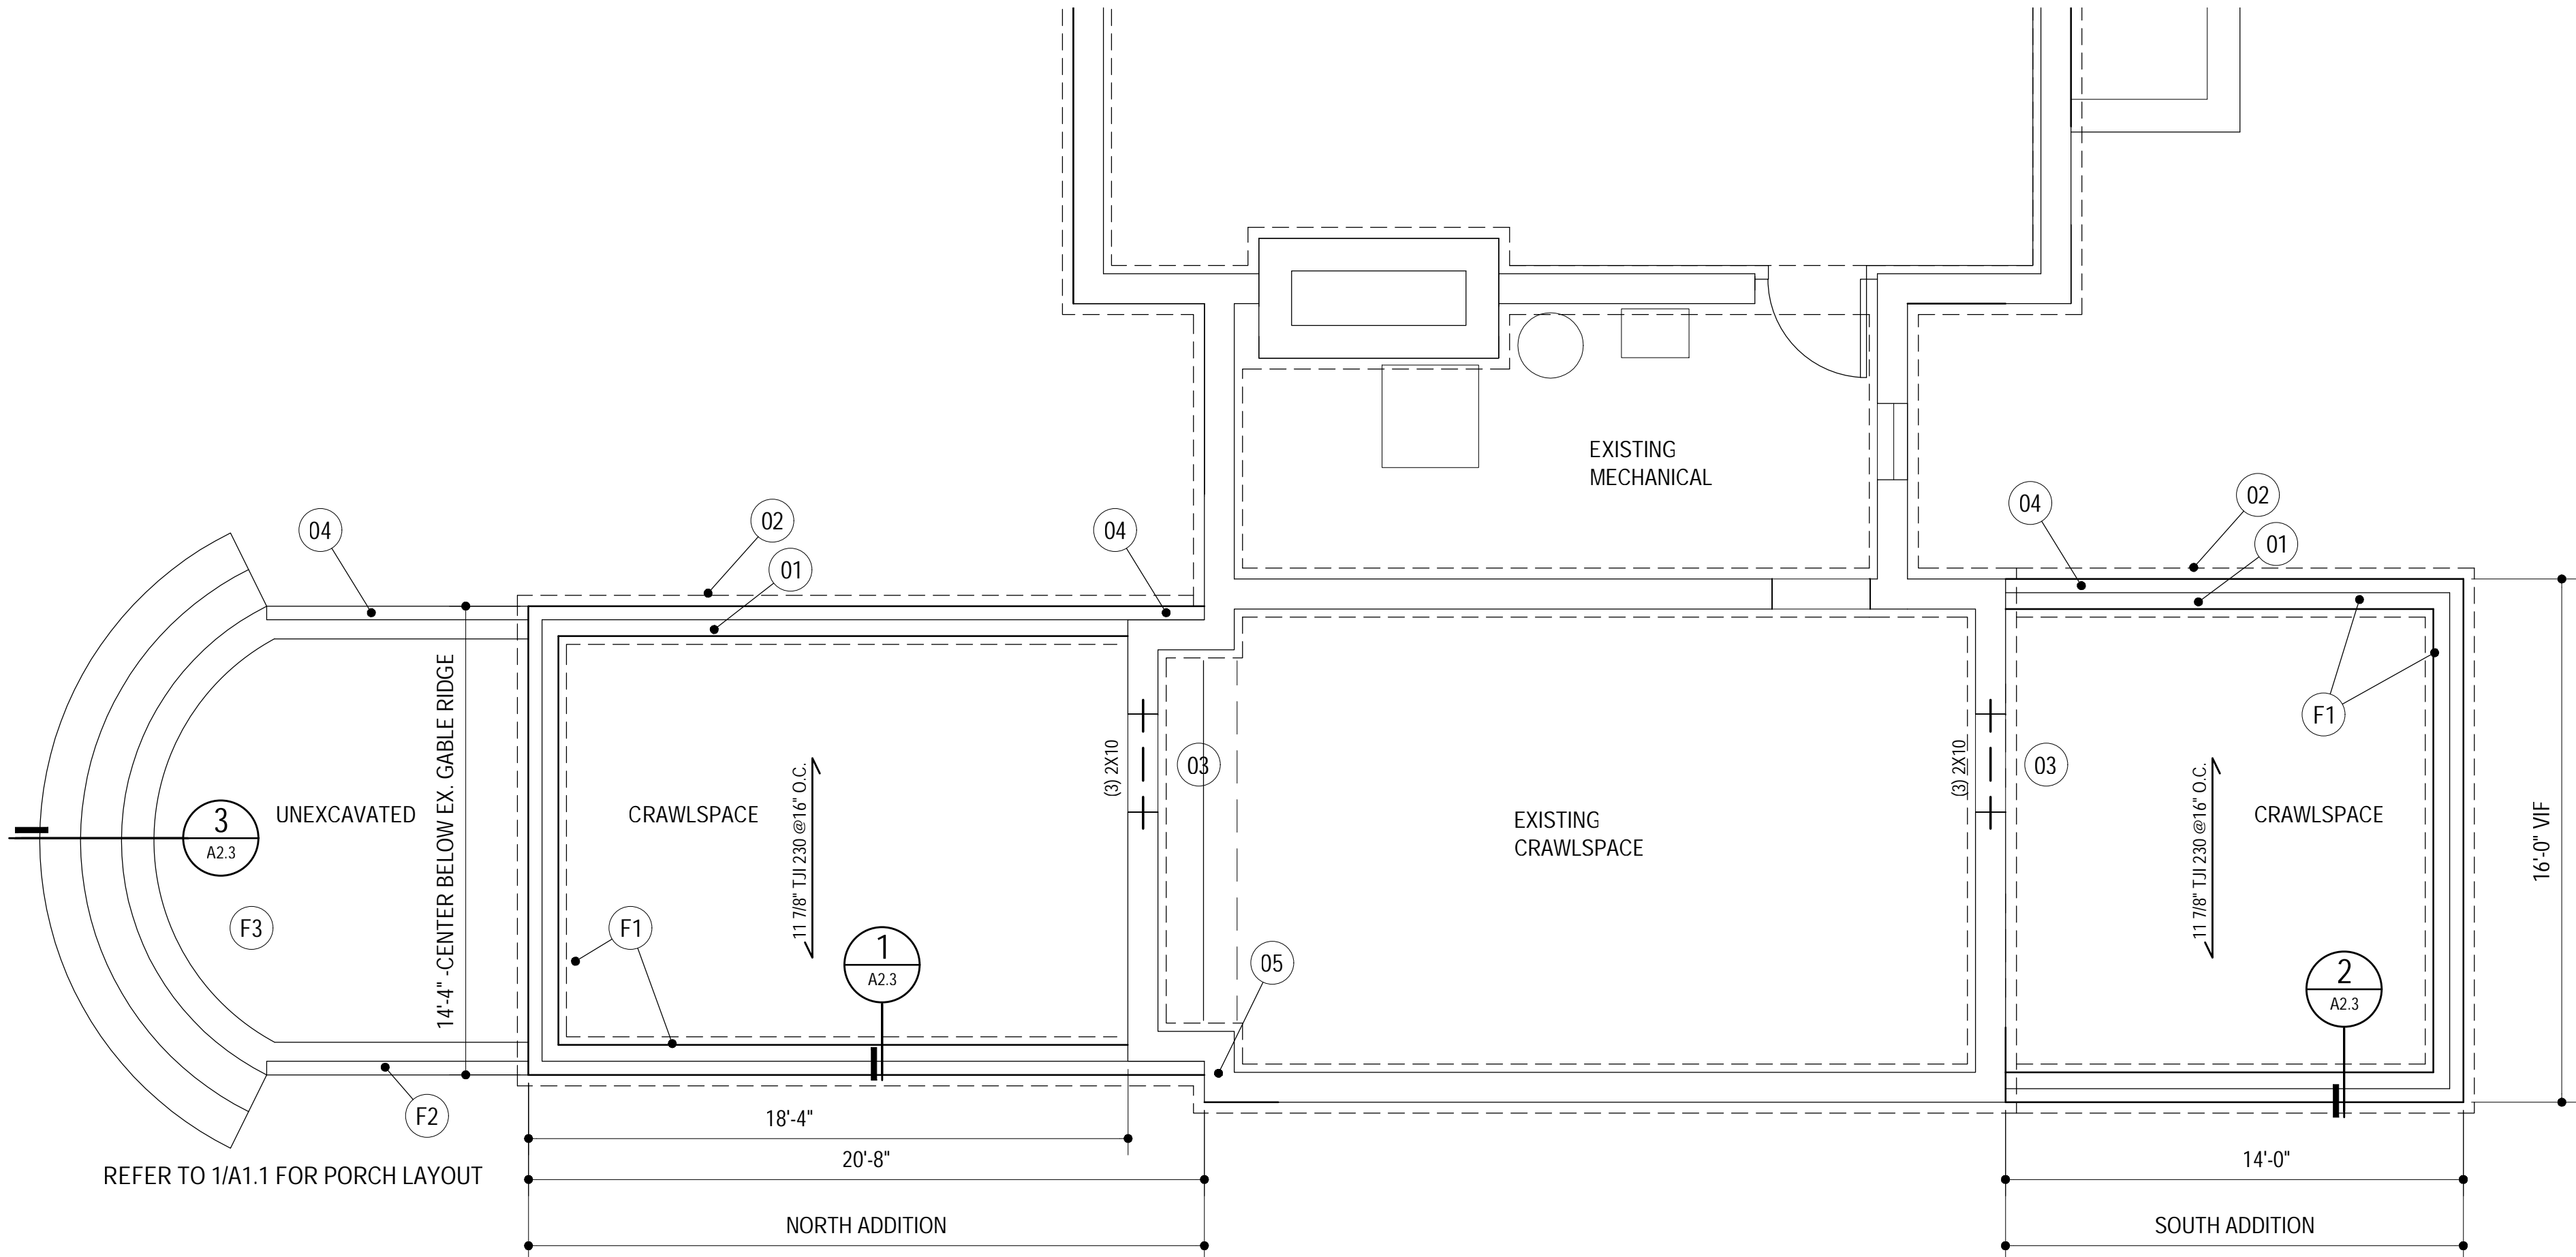 EXISTING
MECHANICAL
04
02
01
04
04
02
01
F1
14'-4" -CENTER BELOW EX. GABLE RIDGE
UNEXCAVATED
3
A2.3
F3
CRAWLSPACE
11 7/8" TJI 230 @16" O.C.
F1
1
A2.3
(3) 2X10
03
EXISTING
CRAWLSPACE
05
(3) 2X10
03
11 7/8" TJI 230 @16" O.C.
CRAWLSPACE
2
A2.3
16'-0" VIF
F2
18'-4"
20'-8"
14'-0"
REFER TO 1/A1.1 FOR PORCH LAYOUT
NORTH ADDITION
SOUTH ADDITION